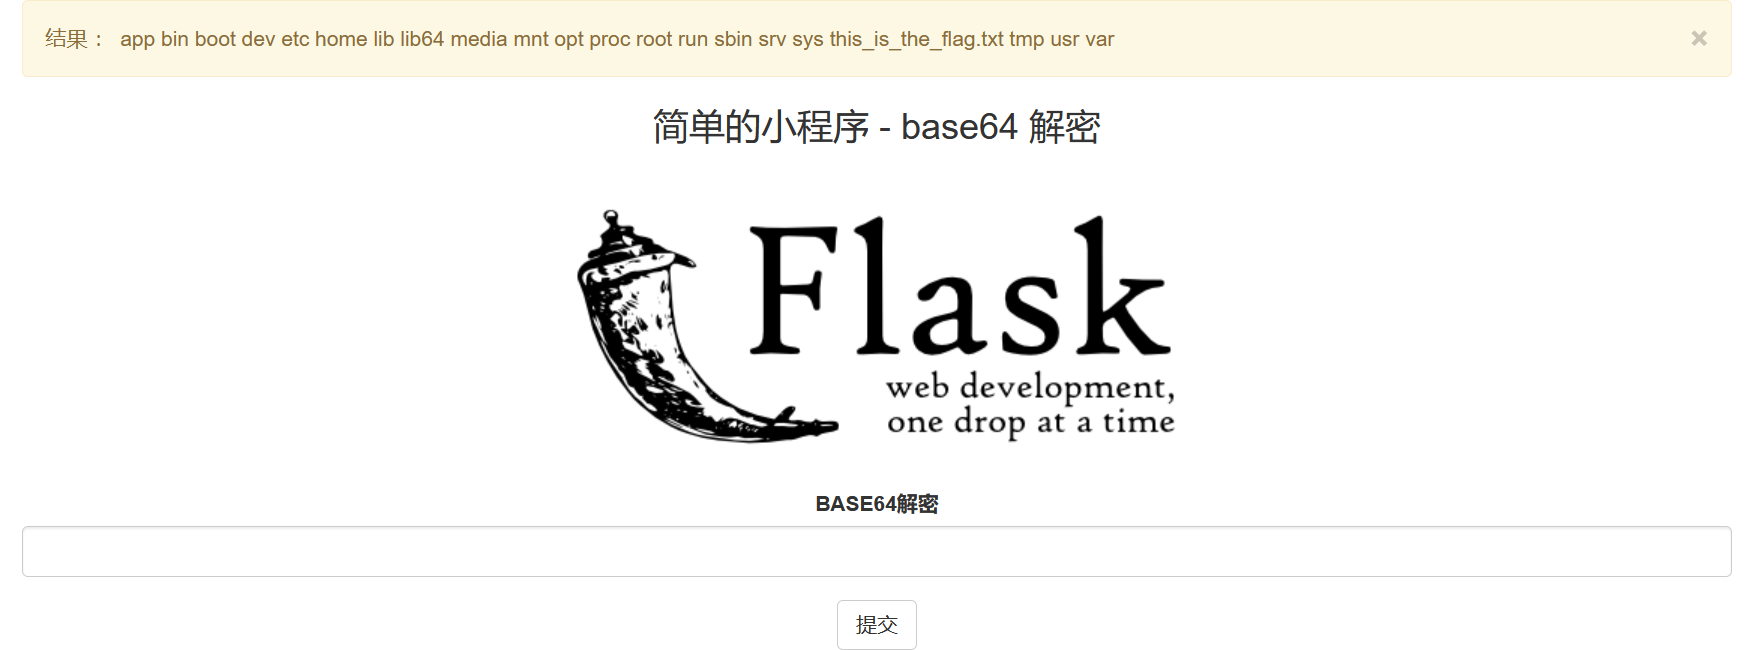 结果 ： app bin boot dev etc home lib lib64 media mnt opt proc root run sbin srv sys this_is_the_flag.txt tmp usr var ×
简单的小程序 - base64 解密
Flask
web development,
one drop at a time
BASE64解密
提交